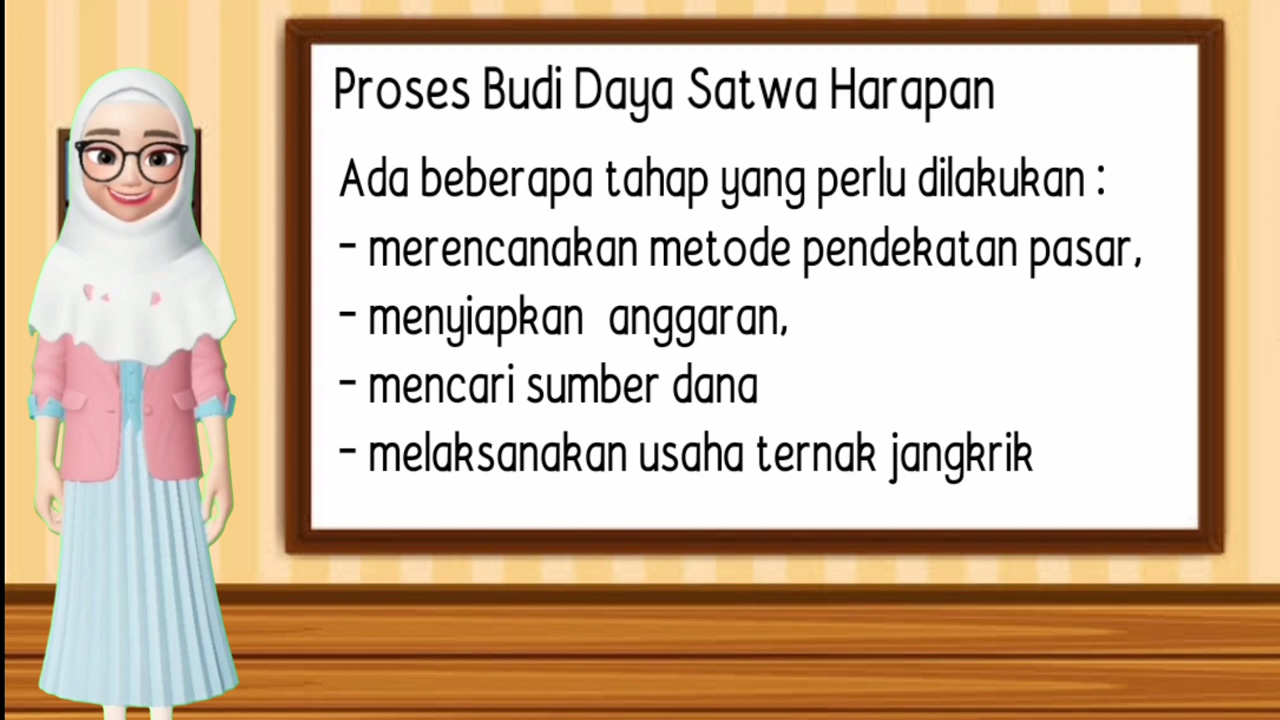 Proses Budi Daya Satwa Harapan
Ada beberapa tahap yang perlu dilakukan :
- merencanakan metode pendekatan pasar,
- menyiapkan  anggaran,
- mencari sumber dana
- melaksanakan usaha ternak jangkrik